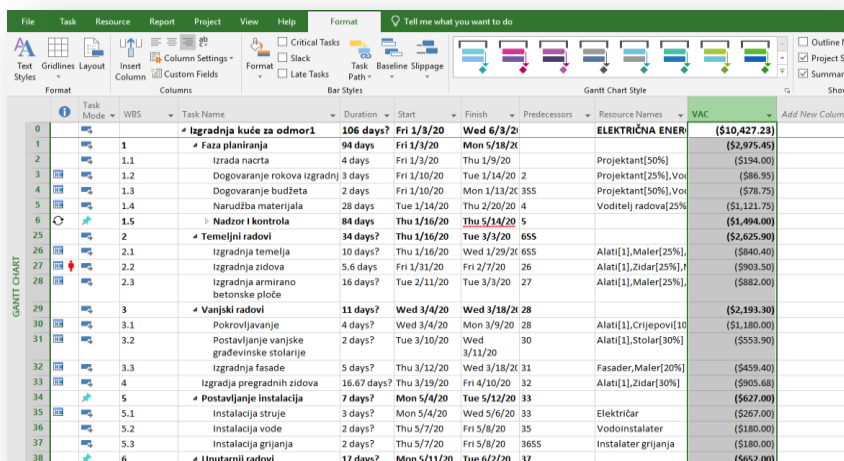 File Task Resource Report Project View Help Format Tell me what you want to do
Critical Tasks
Slack
Late Tasks
Column Settings
Custom Fields
Text Styles
Gridlines
Layout
Insert Column
Format
Task Path
Baseline
Slippage
Outline
Project S
Summar
Format Columns Bar Styles Gantt Chart Style Show
Task Mode WBS Task Name Duration Start Finish Predecessors Resource Names VAC Add New Colum
0 Izgradnja kuće za odmor1 106 days? Fri 1/3/20 Wed 6/3/2 ELEKTRIČNA ENER ($10,427.23)
1 1 Faza planiranja 94 days Fri 1/3/20 Mon 5/18/2 ($2,975.45)
2 1.1 Izrada nacrta 4 days Fri 1/3/20 Thu 1/9/20 Projektant[50%] ($194.00)
3 1.2 Dogovaranje rokova izgradnj 3 days Fri 1/10/20 Tue 1/14/20 2 Projektant[25%],Vod ($86.95)
4 1.3 Dogovaranje budžeta 2 days Fri 1/10/20 Mon 1/13/20 3SS Projektant[50%],Vo ($78.75)
5 1.4 Narudžba materijala 28 days Tue 1/14/20 Thu 2/20/20 4 Voditelj radova[25% ($1,121.75)
6 1.5 Nadzor I kontrola 84 days Thu 1/16/20 Thu 5/14/20 5 ($1,494.00)
25 2 Temeljni radovi 34 days? Thu 1/16/20 Tue 3/3/20 6SS ($2,625.90)
26 2.1 Izgradnja temelja 10 days? Thu 1/16/20 Wed 1/29/20 6SS Alati[1],Maler[25%], ($840.40)
27 2.2 Izgradnja zidova 5.6 days Fri 1/31/20 Fri 2/7/20 26 Alati[1],Zidar[25%], ($903.50)
28 2.3 Izgradnja armirano betonske ploče 16 days? Tue 2/11/20 Tue 3/3/20 27 Alati[1],Maler[25%], ($882.00)
29 3 Vanjski radovi 11 days? Wed 3/4/20 Wed 3/18/2 28 ($2,193.30)
30 3.1 Pokrovljavanje 4 days? Wed 3/4/20 Mon 3/9/20 28 Alati[1],Crijepovi[10 ($1,180.00)
31 3.2 Postavljanje vanjske građevinske stolarije 2 days? Tue 3/10/20 Wed 3/11/20 30 Alati[1],Stolar[30%] ($553.90)
32 3.3 Izgradnja fasade 5 days? Thu 3/12/20 Wed 3/18/20 31 Fasader,Maler[20%] ($459.40)
33 4 Izgradja pregradnih zidova 16.67 days? Thu 3/19/20 Fri 4/10/20 32 Alati[1],Zidar[30%] ($905.68)
34 5 Postavljanje instalacija 7 days? Mon 5/4/20 Tue 5/12/20 33 ($627.00)
35 5.1 Instalacija struje 3 days? Mon 5/4/20 Wed 5/6/20 33 Električar ($267.00)
36 5.2 Instalacija vode 2 days? Thu 5/7/20 Fri 5/8/20 35 Vodoinstalater ($180.00)
37 5.3 Instalacija grijanja 2 days? Thu 5/7/20 Fri 5/8/20 36SS Instalater grijanja ($180.00)
38 6 Unutarnji radovi 17 days? Mon 5/11/20 Tue 6/2/20 37 ($652.00)
GANTT CHART